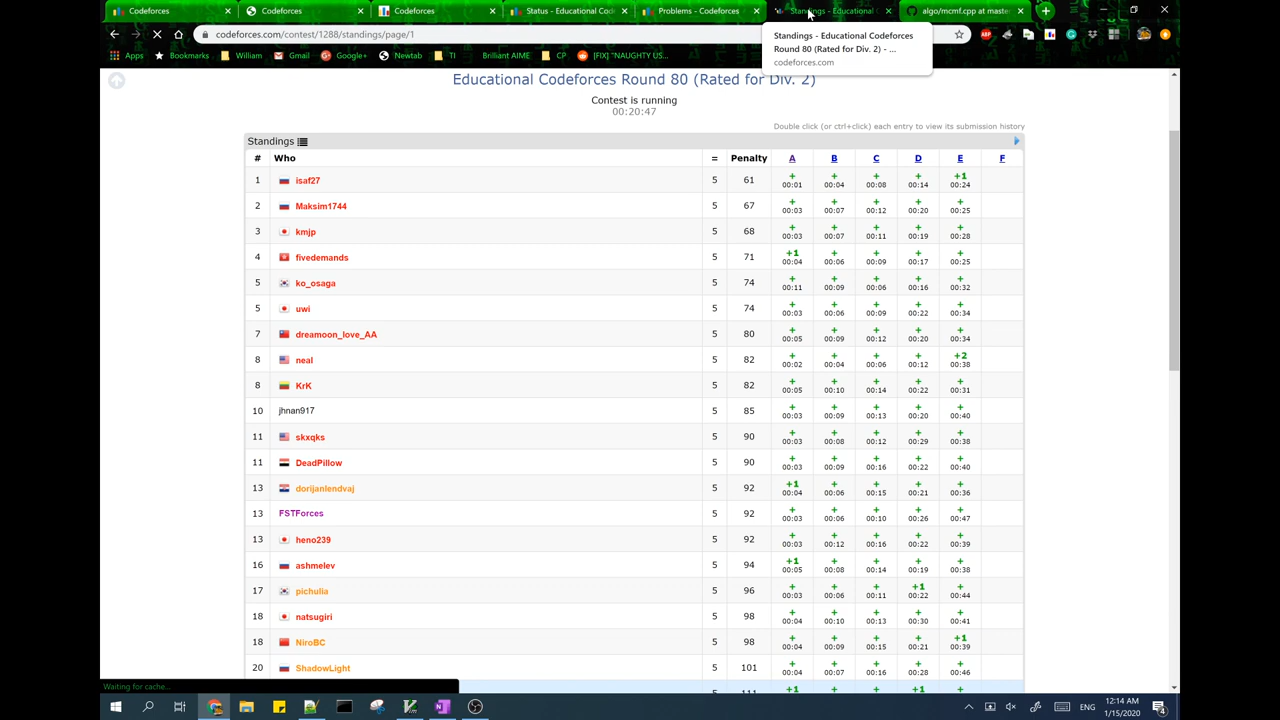 Codeforces Codeforces Codeforces Status - Educational Cod Problems - Codeforces Standings - Educational algo/mcmf.cpp at maste
codeforces.com/contest/1288/standings/page/1
Apps Bookmarks William Gmail Google+ Newtab TI Brilliant AIME CP [FIX] "NAUGHTY US...
Standings - Educational Codeforces
Round 80 (Rated for Div. 2) - ...
codeforces.com
Educational Codeforces Round 80 (Rated for Div. 2)
Contest is running
00:20:47
Double click (or ctrl+click) each entry to view its submission history
Standings
# Who = Penalty A B C D E F
1 isaf27 5 61 + + + + +1
00:01 00:04 00:08 00:14 00:24
2 Maksim1744 5 67 + + + + +
00:03 00:07 00:12 00:20 00:25
3 kmjp 5 68 + + + + +
00:03 00:07 00:11 00:19 00:28
4 fivedemands 5 71 +1 + + + +
00:04 00:06 00:09 00:17 00:25
5 ko_osaga 5 74 + + + + +
00:11 00:09 00:06 00:16 00:32
5 uwi 5 74 + + + + +
00:03 00:06 00:09 00:22 00:34
7 dreamoon_love_AA 5 80 + + + + +
00:05 00:09 00:12 00:20 00:34
8 neal 5 82 + + + + +2
00:02 00:04 00:06 00:12 00:38
8 KrK 5 82 + + + + +
00:05 00:10 00:14 00:22 00:31
10 jhnan917 5 85 + + + + +
00:03 00:09 00:13 00:20 00:40
11 skxqks 5 90 + + + + +
00:03 00:08 00:12 00:29 00:38
11 DeadPillow 5 90 + + + + +
00:03 00:09 00:16 00:22 00:40
13 dorijanlendvaj 5 92 +1 + + + +
00:04 00:06 00:15 00:21 00:36
13 FSTForces 5 92 + + + + +
00:03 00:06 00:10 00:26 00:47
13 heno239 5 92 + + + + +
00:03 00:12 00:16 00:22 00:39
16 ashmelev 5 94 +1 + + + +
00:05 00:08 00:14 00:19 00:38
17 pichulia 5 96 + + + +1 +
00:03 00:06 00:11 00:22 00:44
18 natsugiri 5 98 + + + + +
00:04 00:10 00:13 00:30 00:41
18 NiroBC 5 98 + + + + +1
00:04 00:09 00:15 00:21 00:39
20 ShadowLight 5 101 + + + + +
00:04 00:07 00:16 00:28 00:46
5 111 +1 + + +1 +
Waiting for cache...
12:14 AM
1/15/2020
4